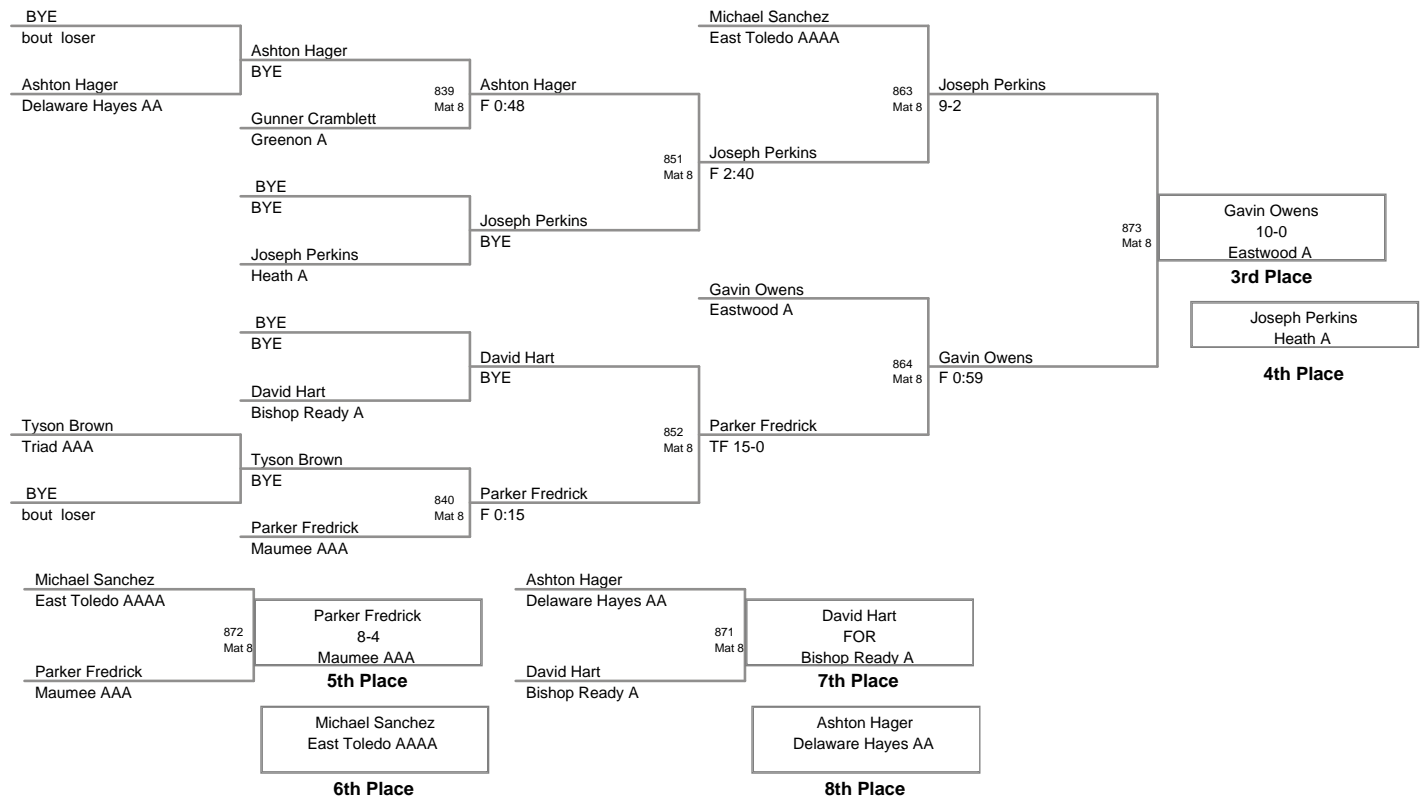 BYE
bout loser
Ashton Hager
Delaware Hayes AA
Ashton Hager
BYE
Gunner Cramblett
Greenon A
839
Mat 8
Ashton Hager
F 0:48
BYE
BYE
Joseph Perkins
Heath A
Joseph Perkins
BYE
851
Mat 8
Joseph Perkins
F 2:40
Michael Sanchez
East Toledo AAAA
863
Mat 8
Joseph Perkins
9-2
BYE
BYE
David Hart
Bishop Ready A
David Hart
BYE
Tyson Brown
Triad AAA
BYE
bout loser
Tyson Brown
BYE
Parker Fredrick
Maumee AAA
840
Mat 8
Parker Fredrick
F 0:15
852
Mat 8
Parker Fredrick
TF 15-0
Gavin Owens
Eastwood A
864
Mat 8
Gavin Owens
F 0:59
873
Mat 8
Gavin Owens
10-0
Eastwood A
3rd Place
Joseph Perkins
Heath A
4th Place
Michael Sanchez
East Toledo AAAA
Parker Fredrick
Maumee AAA
872
Mat 8
Parker Fredrick
8-4
Maumee AAA
5th Place
Michael Sanchez
East Toledo AAAA
6th Place
Ashton Hager
Delaware Hayes AA
David Hart
Bishop Ready A
871
Mat 8
David Hart
FOR
Bishop Ready A
7th Place
Ashton Hager
Delaware Hayes AA
8th Place